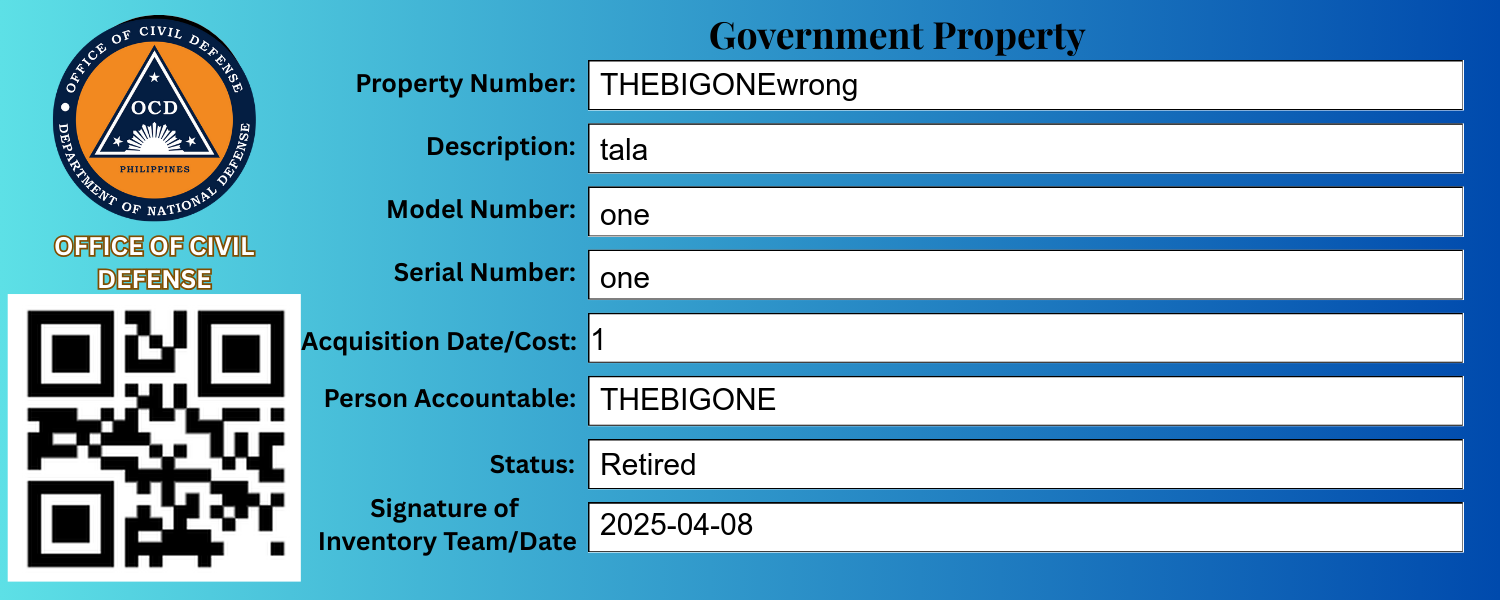 OFFICE OF CIVIL DEFENSE
OCD
PHILIPPINES
DEPARTMENT OF NATIONAL DEFENSE
OFFICE OF CIVIL
DEFENSE
Government Property
Property Number: THEBIGONEwrong
Description: tala
Model Number: one
Serial Number: one
Acquisition Date/Cost: 1
Person Accountable: THEBIGONE
Status: Retired
Signature of
Inventory Team/Date 2025-04-08